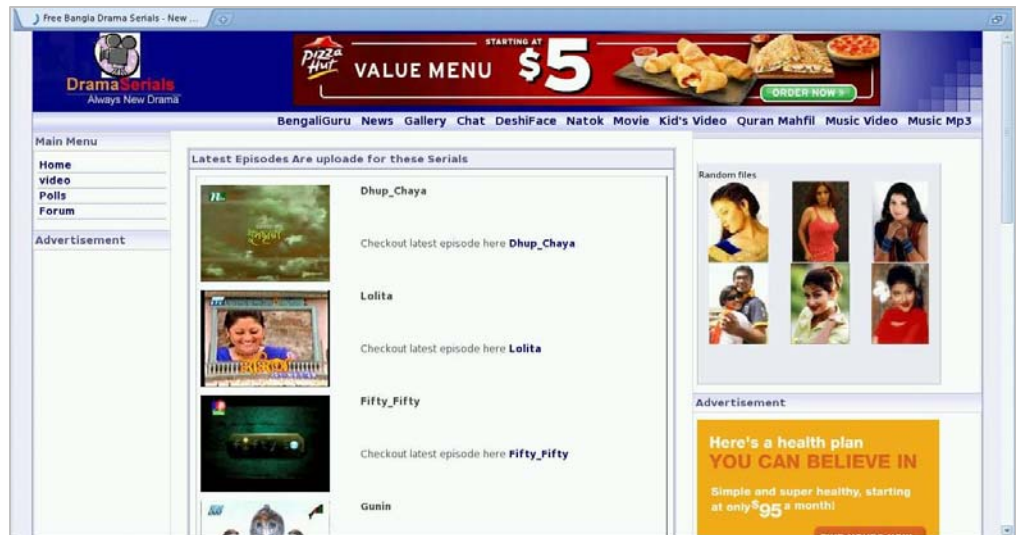 Free Bangla Drama Serials - New ...
DramaSerials
Always New Drama
Pizza Hut
VALUE MENU
STARTING AT
$5
ORDER NOW
BengaliGuru News Gallery Chat DeshiFace Natok Movie Kid's Video Quran Mahfil Music Video Music Mp3
Main Menu
Home
video
Polls
Forum
Advertisement
Latest Episodes Are uploade for these Serials
Dhup_Chaya
Checkout latest episode here Dhup_Chaya
Lolita
Checkout latest episode here Lolita
Fifty_Fifty
Checkout latest episode here Fifty_Fifty
Gunin
Random files
Advertisement
Here's a health plan
YOU CAN BELIEVE IN
Simple and super healthy, starting
at only $95 a month!